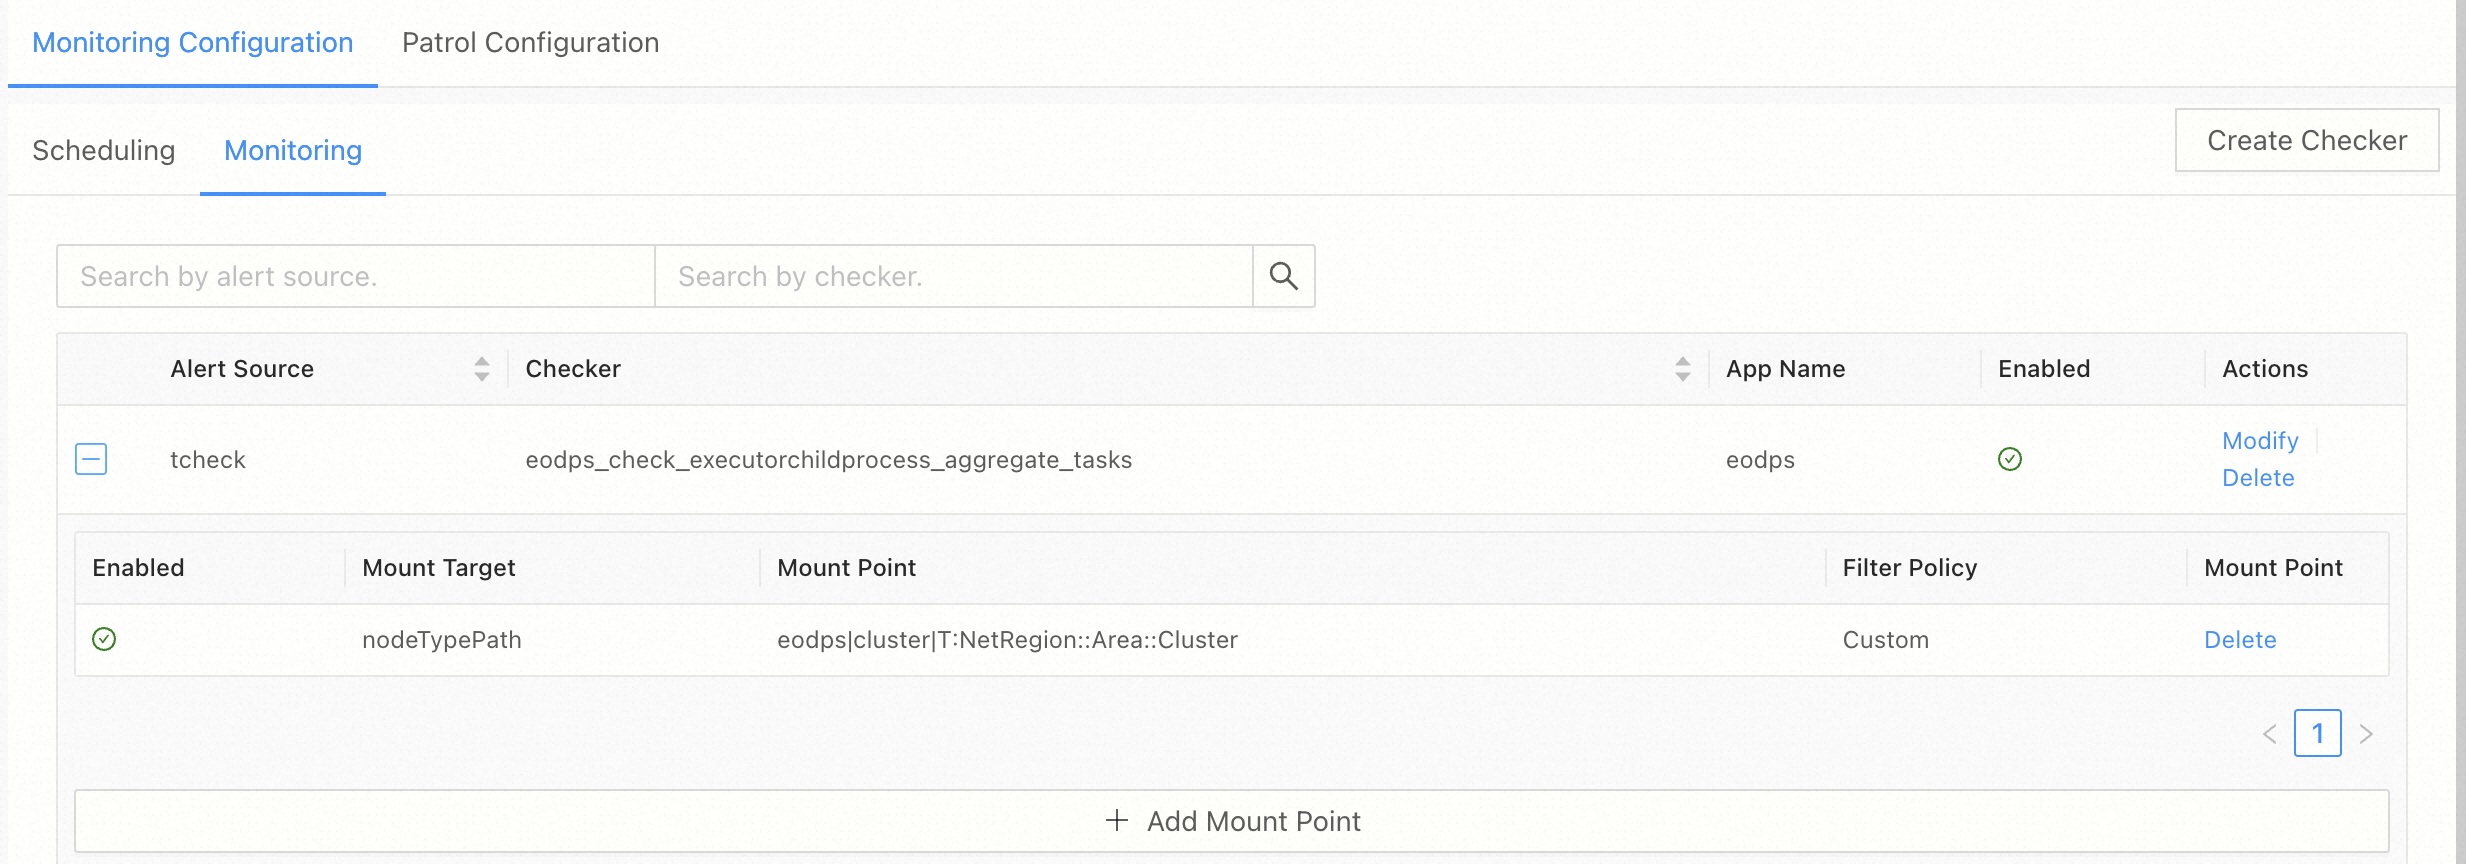 Monitoring Configuration Patrol Configuration
Scheduling Monitoring Create Checker
Search by alert source. Search by checker.
Alert Source Checker App Name Enabled Actions
tcheck eodps_check_executorchildprocess_aggregate_tasks eodps Modify
Delete
Enabled Mount Target Mount Point Filter Policy Mount Point
nodeTypePath eodps|cluster|T:NetRegion::Area::Cluster Custom Delete
< 1 >
+ Add Mount Point